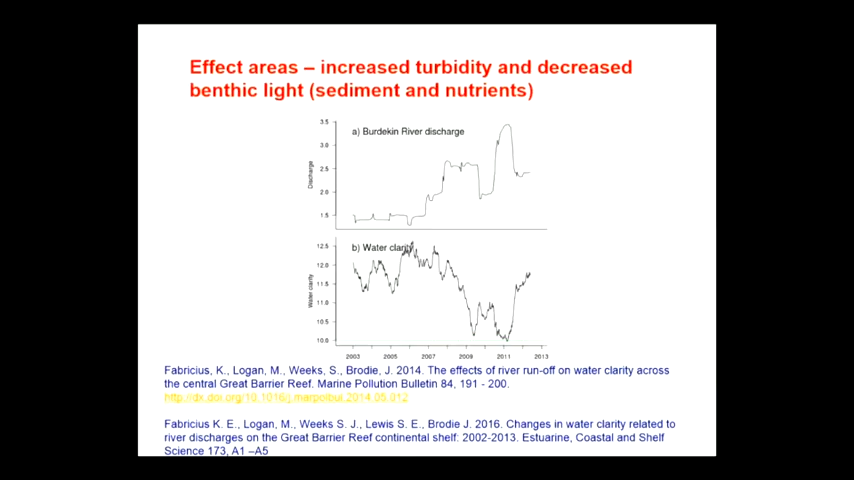 Effect areas – increased turbidity and decreased
benthic light (sediment and nutrients)
a) Burdekin River discharge
Discharge
3.5
3.0
2.5
2.0
1.5
b) Water clarity
Water clarity
12.5
12.0
11.5
11.0
10.5
10.0
2003 2005 2007 2009 2011 2013
Fabricius, K., Logan, M., Weeks, S., Brodie, J. 2014. The effects of river run-off on water clarity across
the central Great Barrier Reef. Marine Pollution Bulletin 84, 191 - 200.
http://dx.doi.org/10.1016/j.marpolbul.2014.05.012
Fabricius K. E., Logan, M., Weeks S. J., Lewis S. E., Brodie J. 2016. Changes in water clarity related to
river discharges on the Great Barrier Reef continental shelf: 2002-2013. Estuarine, Coastal and Shelf
Science 173, A1 –A5